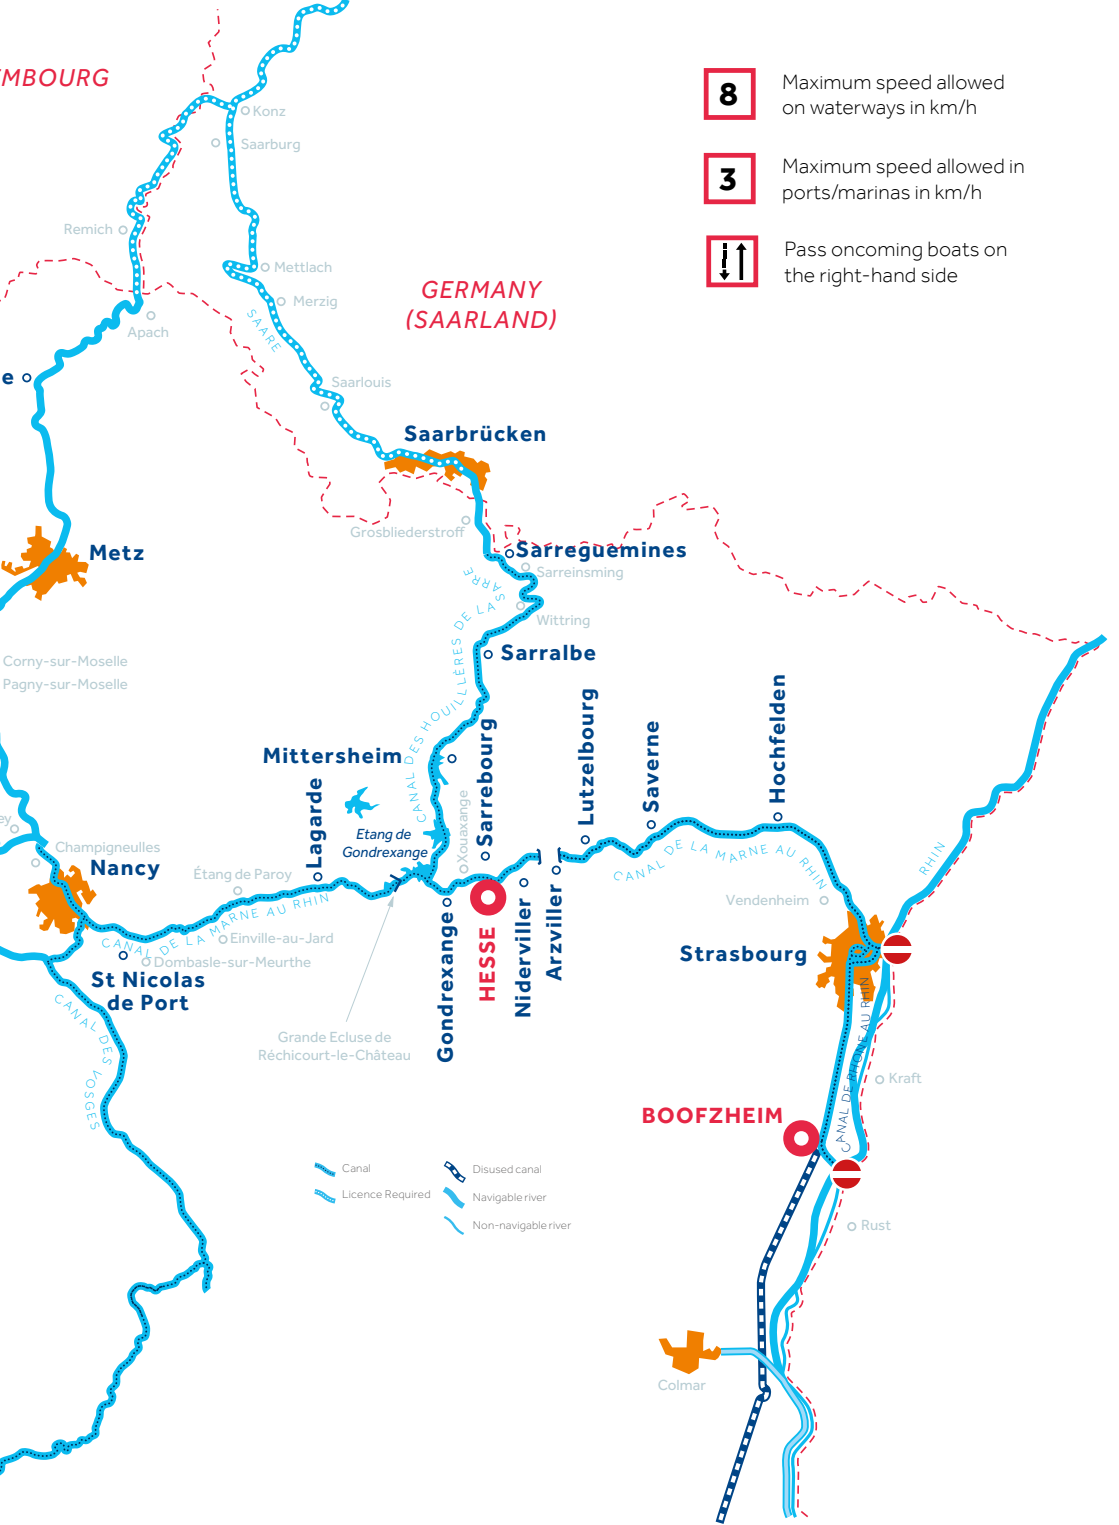 MBOURG
8
Maximum speed allowed
on waterways in km/h
3
Maximum speed allowed in
ports/marinas in km/h
Pass oncoming boats on
the right-hand side
Konz
Saarburg
Remich
Mettlach
Merzig
Apach
SAARE
GERMANY
(SAARLAND)
e
Saarlouis
Saarbrücken
Grosbliederstroff
Metz
Sarreguemines
Sarreinsming
Wittring
CANAL DES HOUILLÈRES DE LA SARRE
Sarralbe
Corny-sur-Moselle
Pagny-sur-Moselle
Mittersheim
Lagarde
Etang de
Gondrexange
Xouaxange
Sarrebourg
Lutzelbourg
Saverne
Hochfelden
ey
Champigneulles
Nancy
Étang de Paroy
CANAL DE LA MARNE AU RHIN
CANAL DE LA MARNE AU RHIN
RHIN
Vendenheim
Einville-au-Jard
Dombasle-sur-Meurthe
St Nicolas
de Port
Gondrexange
HESSE
Niderviller
Arzviller
Strasbourg
CANAL DES VOSGES
Grande Ecluse de
Réchicourt-le-Château
CANAL DE RHONE AU RHIN
Kraft
BOOFZHEIM
Rust
Canal
Licence Required
Disused canal
Navigable river
Non-navigable river
Colmar